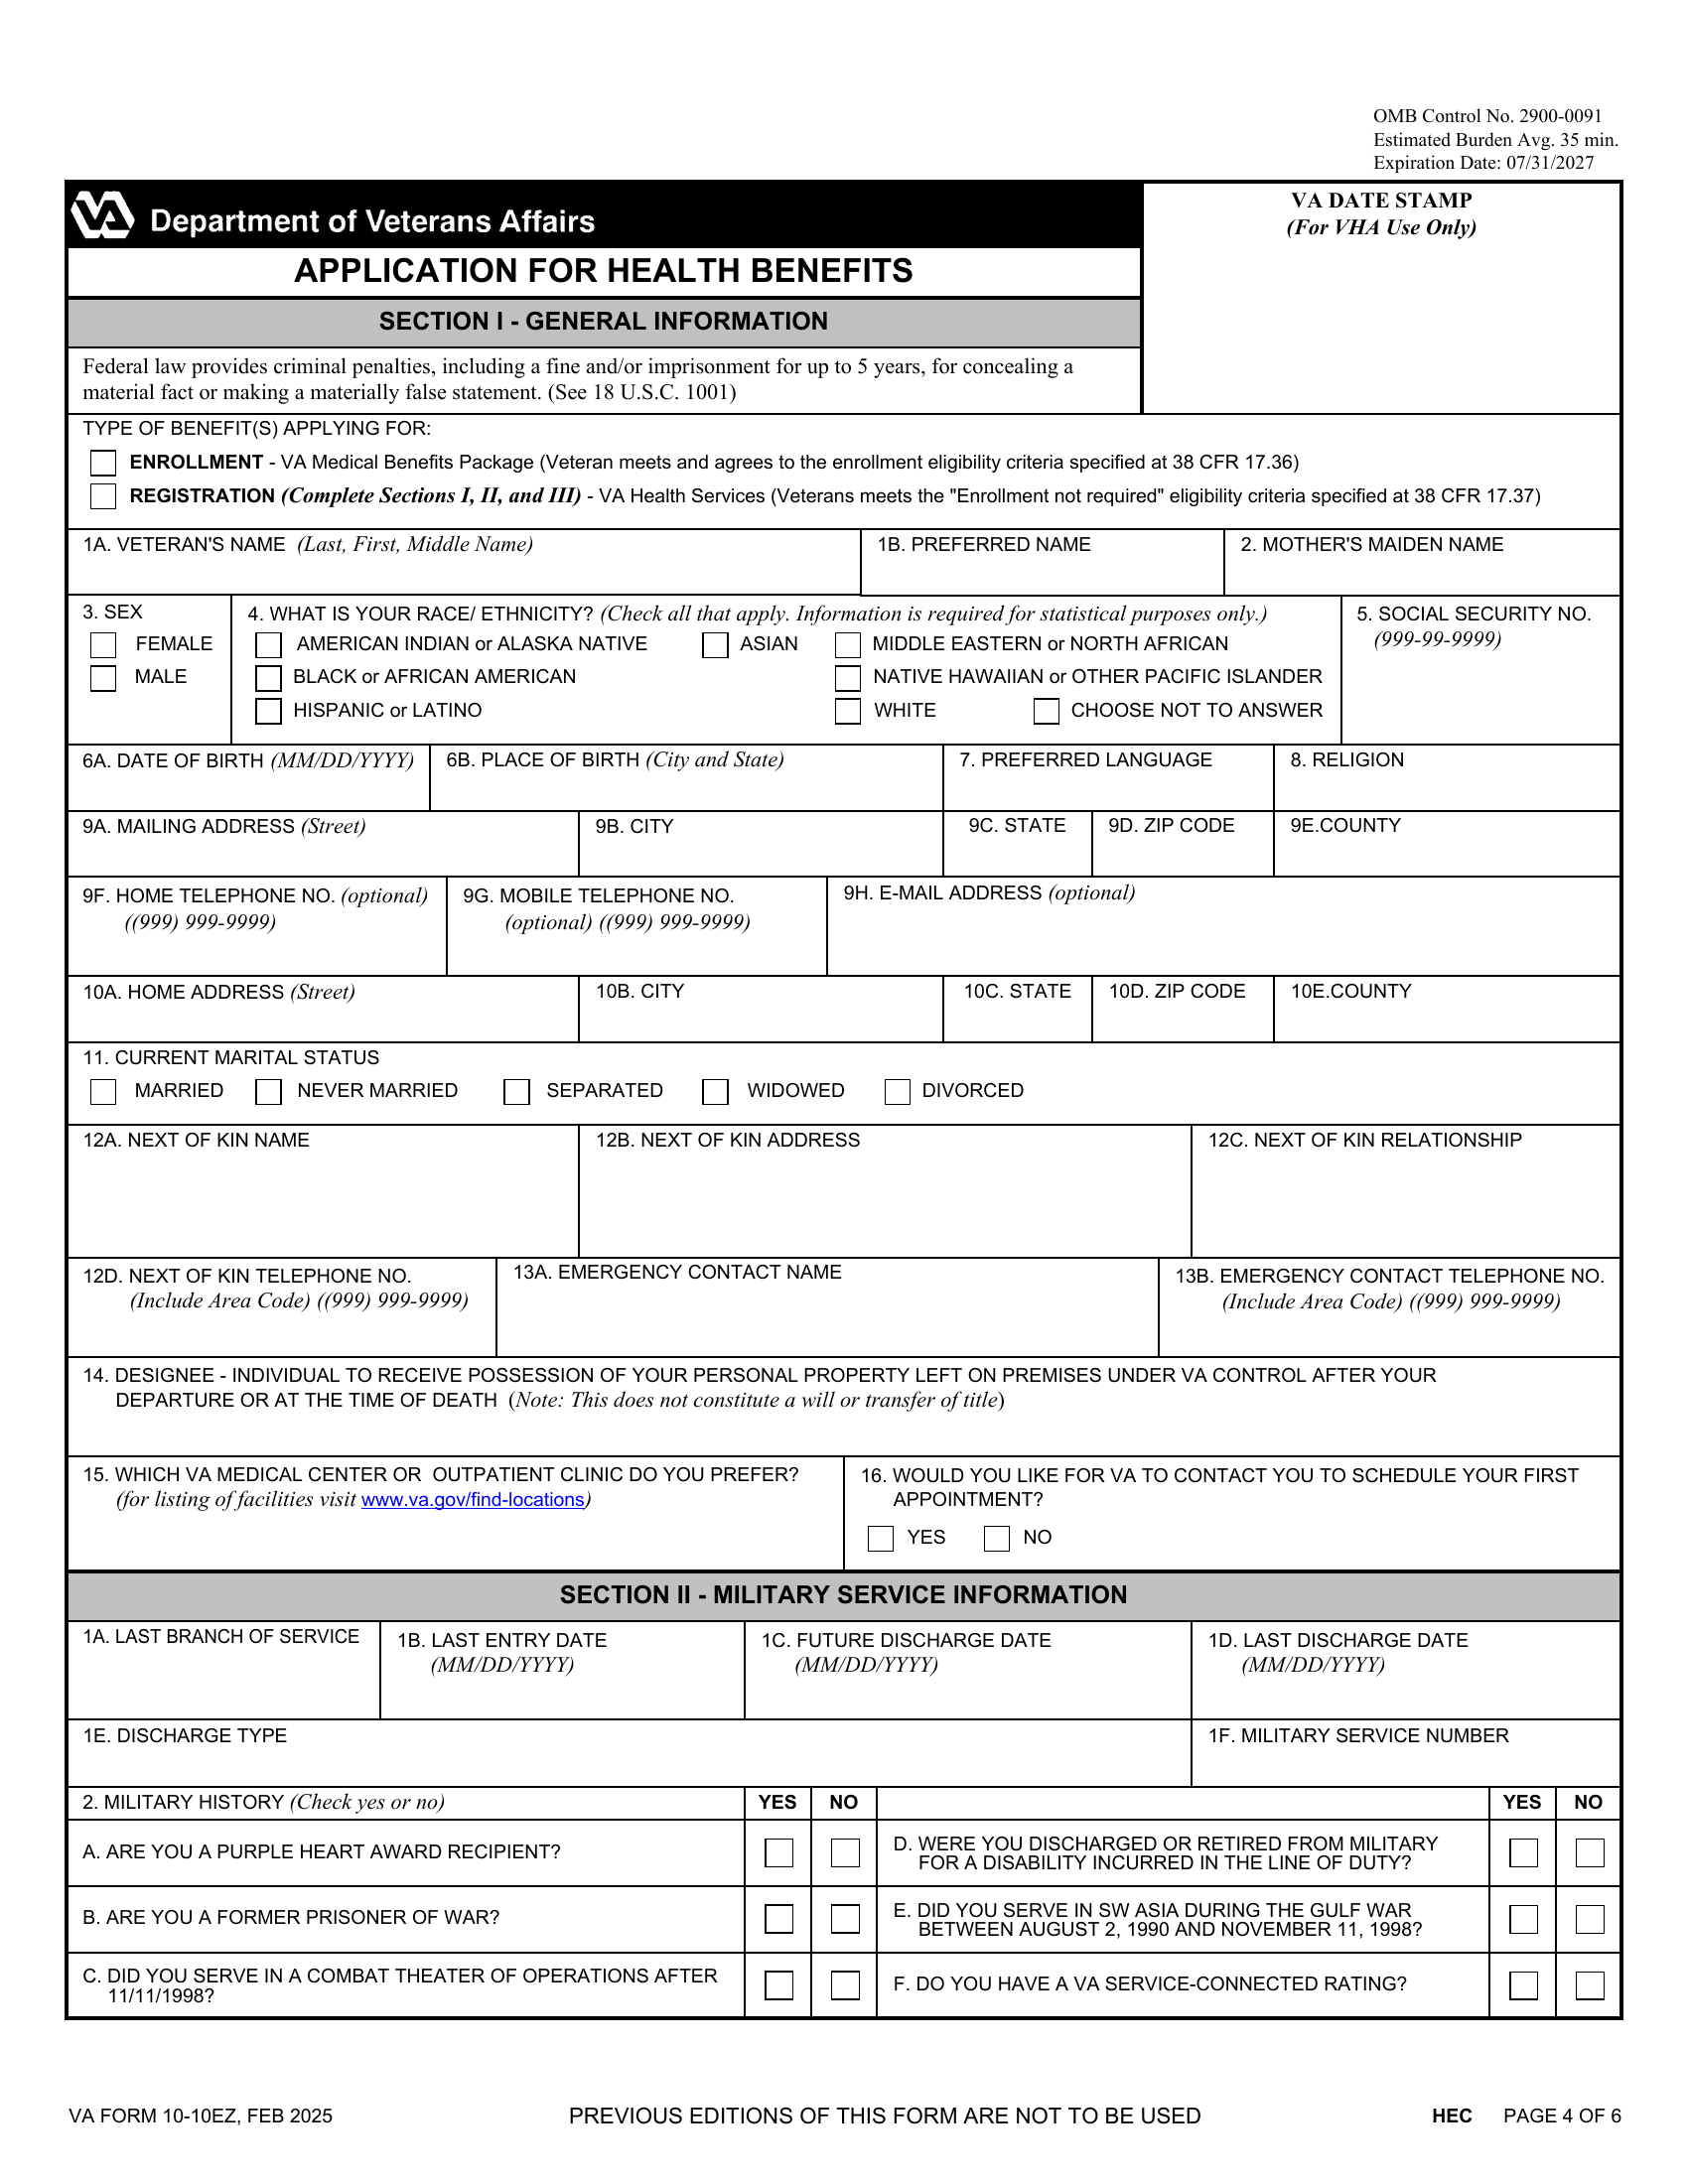 OMB Control No. 2900-0091
Estimated Burden Avg. 35 min.
Expiration Date: 07/31/2027
VA Department of Veterans Affairs
VA DATE STAMP
(For VHA Use Only)
APPLICATION FOR HEALTH BENEFITS
SECTION I - GENERAL INFORMATION
Federal law provides criminal penalties, including a fine and/or imprisonment for up to 5 years, for concealing a
material fact or making a materially false statement. (See 18 U.S.C. 1001)
TYPE OF BENEFIT(S) APPLYING FOR:
ENROLLMENT - VA Medical Benefits Package (Veteran meets and agrees to the enrollment eligibility criteria specified at 38 CFR 17.36)
REGISTRATION (Complete Sections I, II, and III) - VA Health Services (Veterans meets the "Enrollment not required" eligibility criteria specified at 38 CFR 17.37)
1A. VETERAN'S NAME (Last, First, Middle Name)
1B. PREFERRED NAME
2. MOTHER'S MAIDEN NAME
3. SEX
FEMALE
MALE
4. WHAT IS YOUR RACE/ ETHNICITY? (Check all that apply. Information is required for statistical purposes only.)
AMERICAN INDIAN or ALASKA NATIVE
ASIAN
MIDDLE EASTERN or NORTH AFRICAN
BLACK or AFRICAN AMERICAN
NATIVE HAWAIIAN or OTHER PACIFIC ISLANDER
HISPANIC or LATINO
WHITE
CHOOSE NOT TO ANSWER
5. SOCIAL SECURITY NO.
(999-99-9999)
6A. DATE OF BIRTH (MM/DD/YYYY)
6B. PLACE OF BIRTH (City and State)
7. PREFERRED LANGUAGE
8. RELIGION
9A. MAILING ADDRESS (Street)
9B. CITY
9C. STATE
9D. ZIP CODE
9E.COUNTY
9F. HOME TELEPHONE NO. (optional)
((999) 999-9999)
9G. MOBILE TELEPHONE NO.
(optional) ((999) 999-9999)
9H. E-MAIL ADDRESS (optional)
10A. HOME ADDRESS (Street)
10B. CITY
10C. STATE
10D. ZIP CODE
10E.COUNTY
11. CURRENT MARITAL STATUS
MARRIED
NEVER MARRIED
SEPARATED
WIDOWED
DIVORCED
12A. NEXT OF KIN NAME
12B. NEXT OF KIN ADDRESS
12C. NEXT OF KIN RELATIONSHIP
12D. NEXT OF KIN TELEPHONE NO.
(Include Area Code) ((999) 999-9999)
13A. EMERGENCY CONTACT NAME
13B. EMERGENCY CONTACT TELEPHONE NO.
(Include Area Code) ((999) 999-9999)
14. DESIGNEE - INDIVIDUAL TO RECEIVE POSSESSION OF YOUR PERSONAL PROPERTY LEFT ON PREMISES UNDER VA CONTROL AFTER YOUR
DEPARTURE OR AT THE TIME OF DEATH (Note: This does not constitute a will or transfer of title)
15. WHICH VA MEDICAL CENTER OR OUTPATIENT CLINIC DO YOU PREFER?
(for listing of facilities visit www.va.gov/find-locations)
16. WOULD YOU LIKE FOR VA TO CONTACT YOU TO SCHEDULE YOUR FIRST
APPOINTMENT?
YES
NO
SECTION II - MILITARY SERVICE INFORMATION
1A. LAST BRANCH OF SERVICE
1B. LAST ENTRY DATE
(MM/DD/YYYY)
1C. FUTURE DISCHARGE DATE
(MM/DD/YYYY)
1D. LAST DISCHARGE DATE
(MM/DD/YYYY)
1E. DISCHARGE TYPE
1F. MILITARY SERVICE NUMBER
2. MILITARY HISTORY (Check yes or no)
YES
NO
YES
NO
A. ARE YOU A PURPLE HEART AWARD RECIPIENT?
D. WERE YOU DISCHARGED OR RETIRED FROM MILITARY
FOR A DISABILITY INCURRED IN THE LINE OF DUTY?
B. ARE YOU A FORMER PRISONER OF WAR?
E. DID YOU SERVE IN SW ASIA DURING THE GULF WAR
BETWEEN AUGUST 2, 1990 AND NOVEMBER 11, 1998?
C. DID YOU SERVE IN A COMBAT THEATER OF OPERATIONS AFTER
11/11/1998?
F. DO YOU HAVE A VA SERVICE-CONNECTED RATING?
VA FORM 10-10EZ, FEB 2025
PREVIOUS EDITIONS OF THIS FORM ARE NOT TO BE USED
HEC
PAGE 4 OF 6